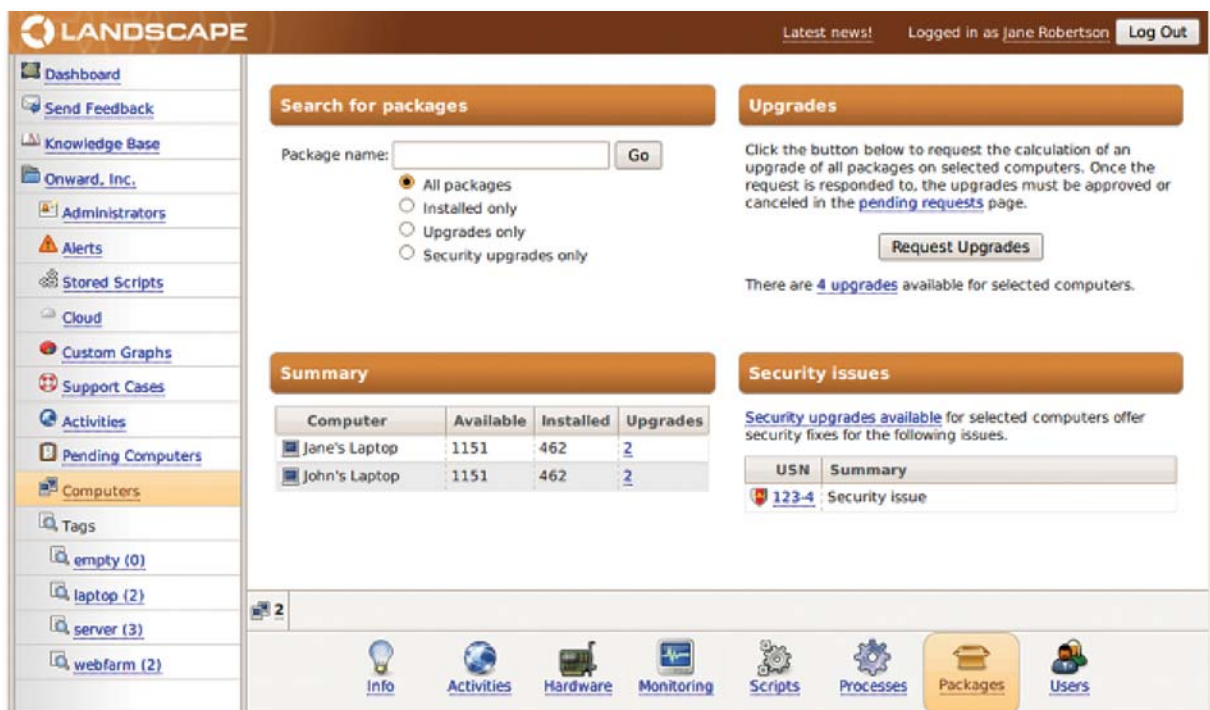 LANDSCAPE
Latest news!
Logged in as Jane Robertson
Log Out
Dashboard
Send Feedback
Knowledge Base
Onward, Inc.
Administrators
Alerts
Stored Scripts
Cloud
Custom Graphs
Support Cases
Activities
Pending Computers
Computers
Tags
empty (0)
laptop (2)
server (3)
webfarm (2)
Search for packages
Package name:
Go
All packages
Installed only
Upgrades only
Security upgrades only
Upgrades
Click the button below to request the calculation of an
upgrade of all packages on selected computers. Once the
request is responded to, the upgrades must be approved or
canceled in the pending requests page.
Request Upgrades
There are 4 upgrades available for selected computers.
Summary
Computer Available Installed Upgrades
Jane's Laptop 1151 462 2
John's Laptop 1151 462 2
Security issues
Security upgrades available for selected computers offer
security fixes for the following issues.
USN Summary
123-4 Security issue
2
Info
Activities
Hardware
Monitoring
Scripts
Processes
Packages
Users